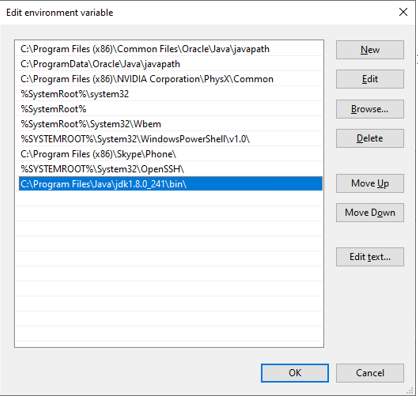 Edit environment variable
C:\Program Files (x86)\Common Files\Oracle\Java\javapath
C:\ProgramData\Oracle\Java\javapath
C:\Program Files (x86)\NVIDIA Corporation\PhysX\Common
%SystemRoot%\system32
%SystemRoot%
%SystemRoot%\System32\Wbem
%SYSTEMROOT%\System32\WindowsPowerShell\v1.0\
C:\Program Files (x86)\Skype\Phone\
%SYSTEMROOT%\System32\OpenSSH\
C:\Program Files\Java\jdk1.8.0_241\bin\
New
Edit
Browse...
Delete
Move Up
Move Down
Edit text...
OK
Cancel